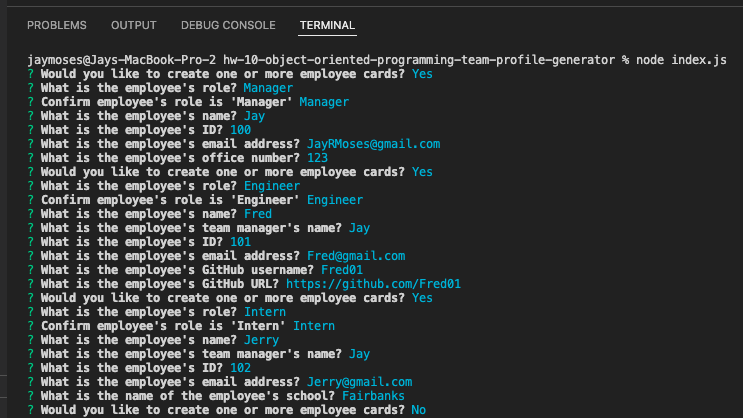 PROBLEMS OUTPUT DEBUG CONSOLE TERMINAL
jaymoses@Jays-MacBook-Pro-2 hw-10-object-oriented-programming-team-profile-generator % node index.js
? Would you like to create one or more employee cards? Yes
? What is the employee's role? Manager
? Confirm employee's role is 'Manager' Manager
? What is the employee's name? Jay
? What is the employee's ID? 100
? What is the employee's email address? JayRMoses@gmail.com
? What is the employee's office number? 123
? Would you like to create one or more employee cards? Yes
? What is the employee's role? Engineer
? Confirm employee's role is 'Engineer' Engineer
? What is the employee's name? Fred
? What is the employee's team manager's name? Jay
? What is the employee's ID? 101
? What is the employee's email address? Fred@gmail.com
? What is the employee's GitHub username? Fred01
? What is the employee's GitHub URL? https://github.com/Fred01
? Would you like to create one or more employee cards? Yes
? What is the employee's role? Intern
? Confirm employee's role is 'Intern' Intern
? What is the employee's name? Jerry
? What is the employee's team manager's name? Jay
? What is the employee's ID? 102
? What is the employee's email address? Jerry@gmail.com
? What is the name of the employee's school? Fairbanks
? Would you like to create one or more employee cards? No